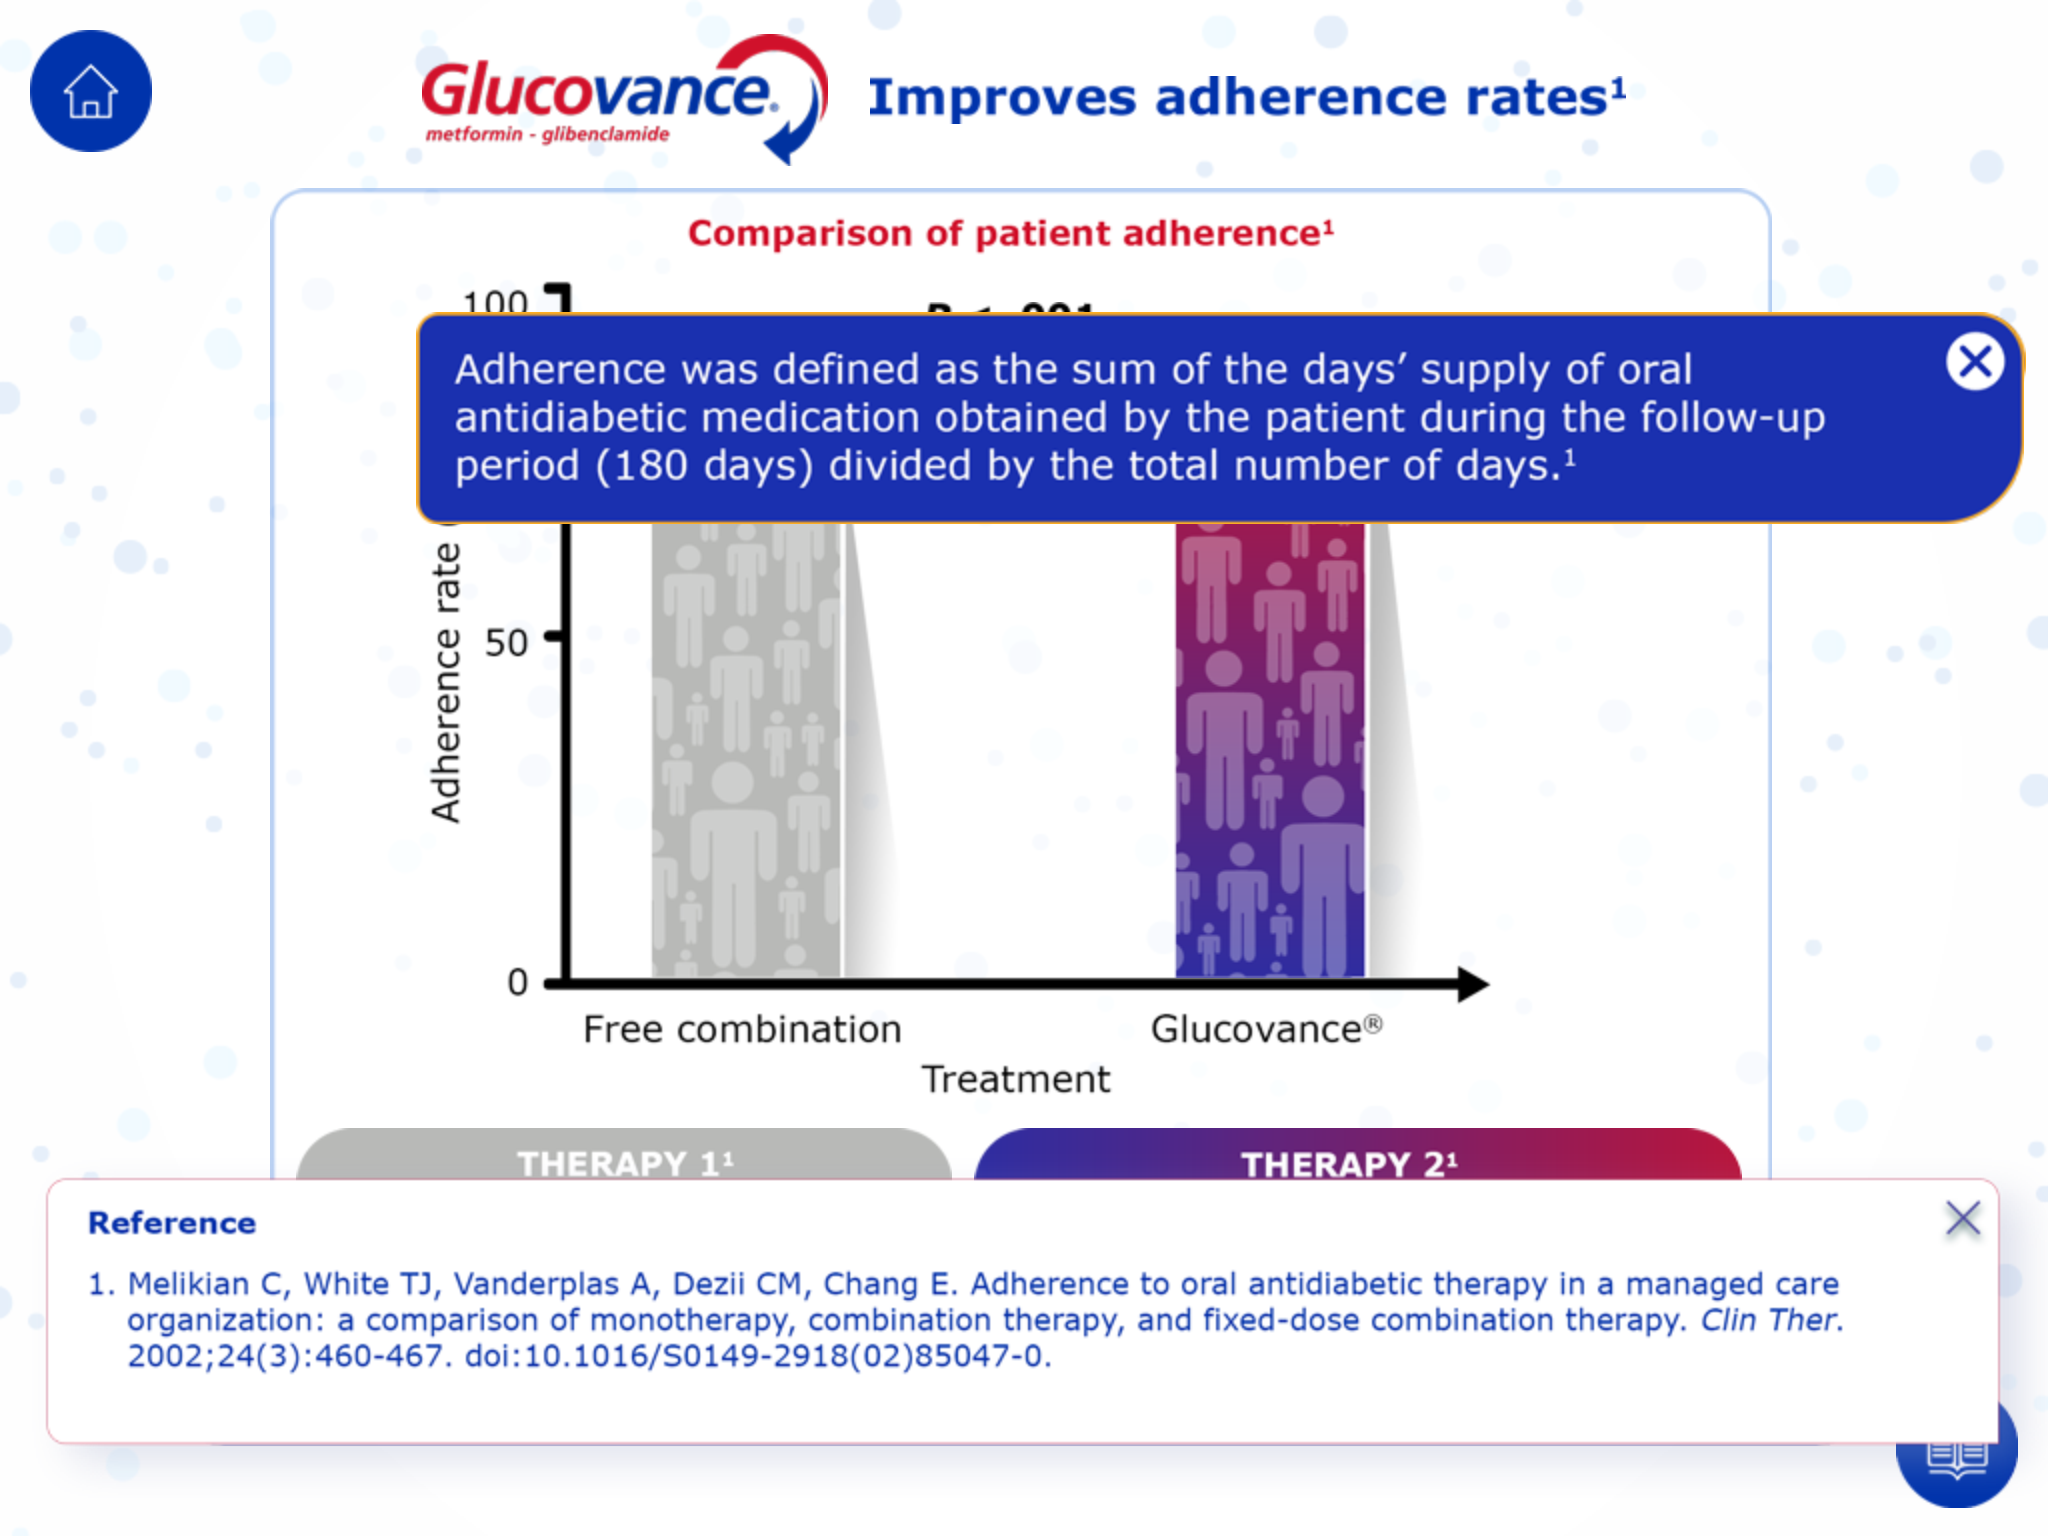 Glucovance®
metformin - glibenclamide
Improves adherence rates¹
Comparison of patient adherence¹
100
Adherence was defined as the sum of the days’ supply of oral
antidiabetic medication obtained by the patient during the follow-up
period (180 days) divided by the total number of days.¹
Adherence rate
50
0
Free combination
Glucovance®
Treatment
THERAPY 1¹
THERAPY 2¹
Reference
1. Melikian C, White TJ, Vanderplas A, Dezii CM, Chang E. Adherence to oral antidiabetic therapy in a managed care
organization: a comparison of monotherapy, combination therapy, and fixed-dose combination therapy. Clin Ther.
2002;24(3):460-467. doi:10.1016/S0149-2918(02)85047-0.